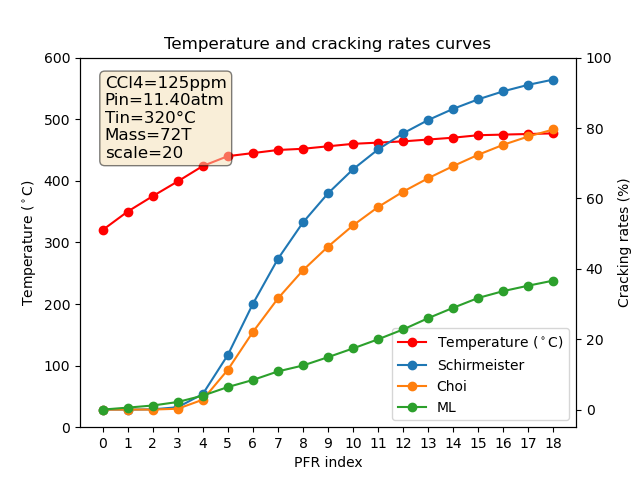 Temperature and cracking rates curves
CCl4=125ppm
Pin=11.40atm
Tin=320°C
Mass=72T
scale=20
Temperature (°C)
600
500
400
300
200
100
0
Cracking rates (%)
100
80
60
40
20
0
Temperature (°C)
Schirmeister
Choi
ML
0 1 2 3 4 5 6 7 8 9 10 11 12 13 14 15 16 17 18
PFR index